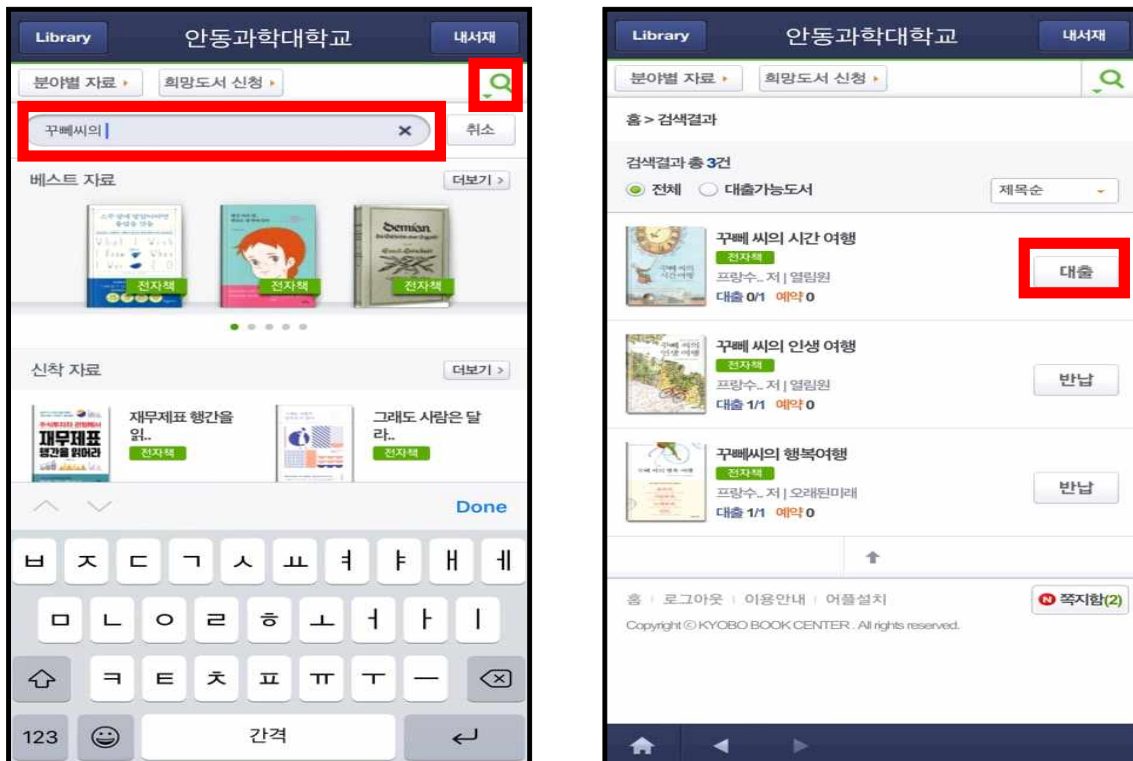 Library 안동과학대학교 내서재
분야별 자료 희망도서 신청
꾸뻬씨의 취소
베스트 자료 더보기 >
Demian
전자책 전자책 전자책
신착 자료 더보기 >
재무제표 행간을
읽..
전자책
재무제표
행간을 읽어라
그래도 사람은 달
라..
전자책
Done
ㅂ ㅈ ㄷ ㄱ ㅅ ㅛ ㅕ ㅑ ㅐ ㅔ
ㅁ ㄴ ㅇ ㄹ ㅎ ㅗ ㅓ ㅏ ㅣ
ㅋ ㅌ ㅊ ㅍ ㅠ ㅜ ㅡ
123 간격
Library 안동과학대학교 내서재
분야별 자료 희망도서 신청
홈 > 검색결과
검색결과 총 3건
전체 대출가능도서 제목순
꾸뻬 씨의 시간 여행
전자책
프랑수.. 저 | 열림원
대출 0/1 예약 0
대출
꾸뻬 씨의 인생 여행
전자책
프랑수.. 저 | 열림원
대출 1/1 예약 0
반납
꾸뻬씨의 행복여행
전자책
프랑수.. 저 | 오래된미래
대출 1/1 예약 0
반납
홈 | 로그아웃 | 이용안내 | 어플설치 N 쪽지함(2)
Copyright © KYOBO BOOK CENTER. All rights reserved.